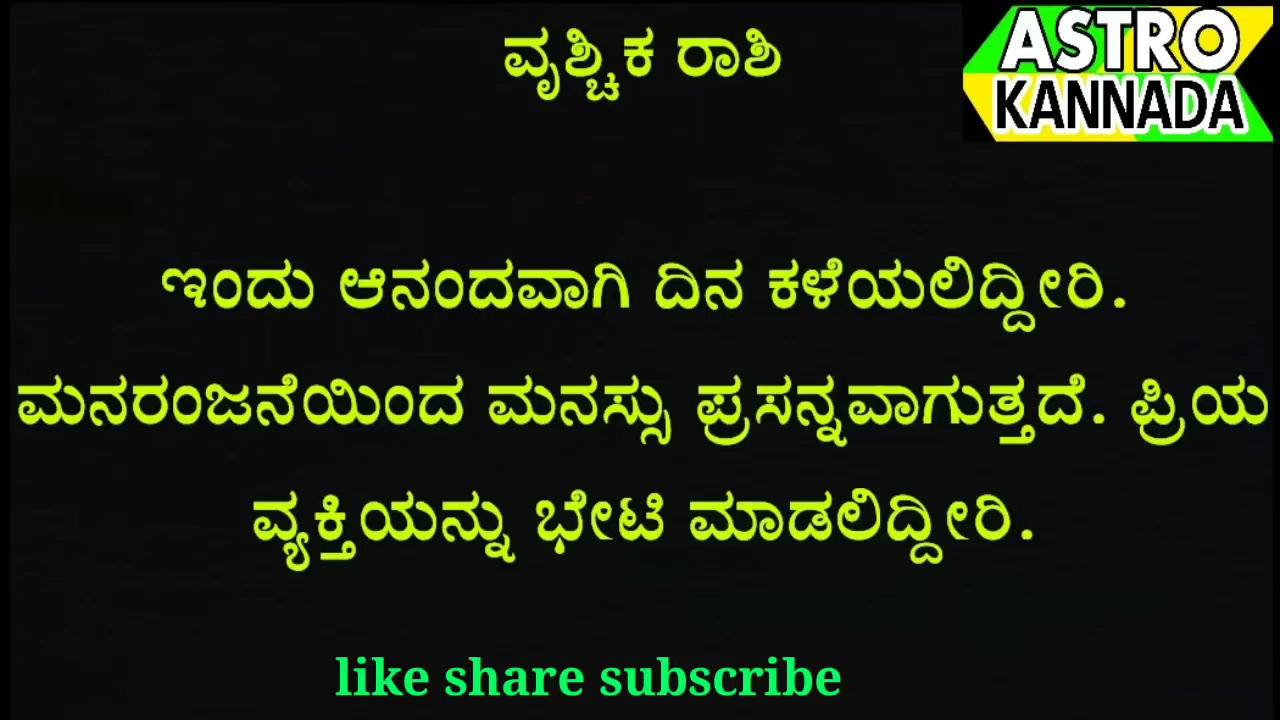 ವೃಶ್ಚಿಕ ರಾಶಿ
ASTRO
KANNADA
ಇಂದು ಆನಂದವಾಗಿ ದಿನ ಕಳೆಯಲಿದ್ದೀರಿ.
ಮನರಂಜನೆಯಿಂದ ಮನಸ್ಸು ಪ್ರಸನ್ನವಾಗುತ್ತದೆ. ಪ್ರಿಯ
ವ್ಯಕ್ತಿಯನ್ನು ಭೇಟಿ ಮಾಡಲಿದ್ದೀರಿ.
like share subscribe